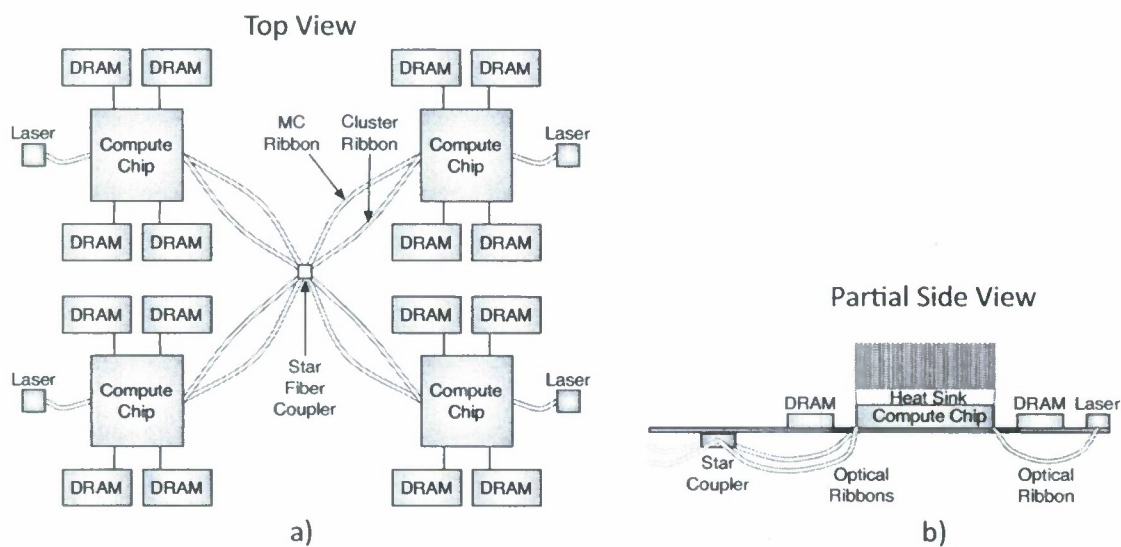 Top View
DRAM DRAM DRAM DRAM
Laser
Compute
Chip
MC
Ribbon
Cluster
Ribbon
Compute
Chip
Laser
DRAM DRAM DRAM DRAM
DRAM DRAM DRAM DRAM
Laser
Compute
Chip
Star
Fiber
Coupler
Compute
Chip
Laser
DRAM DRAM DRAM DRAM
a)
Partial Side View
Heat Sink
DRAM Compute Chip DRAM Laser
Star
Coupler
Optical
Ribbons
Optical
Ribbon
b)